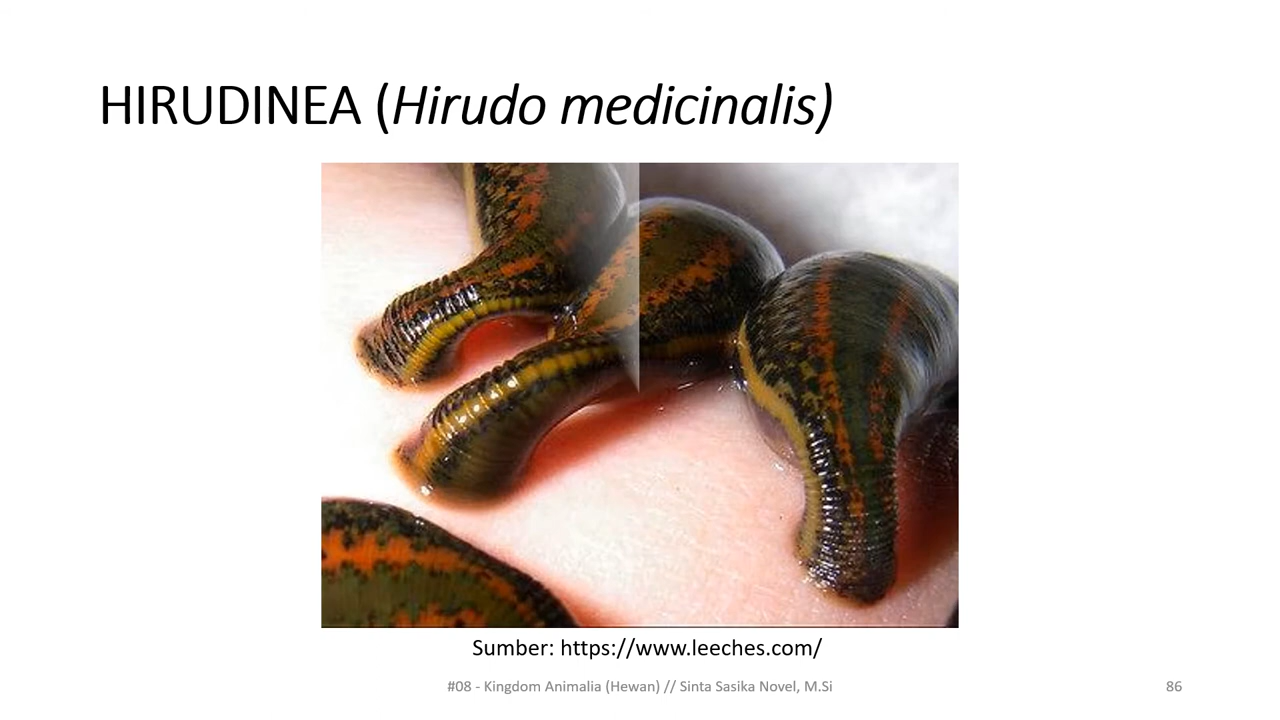 HIRUDINEA (Hirudo medicinalis)
Sumber: https://www.leeches.com/
#08 - Kingdom Animalia (Hewan) // Sinta Sasika Novel, M.Si
86